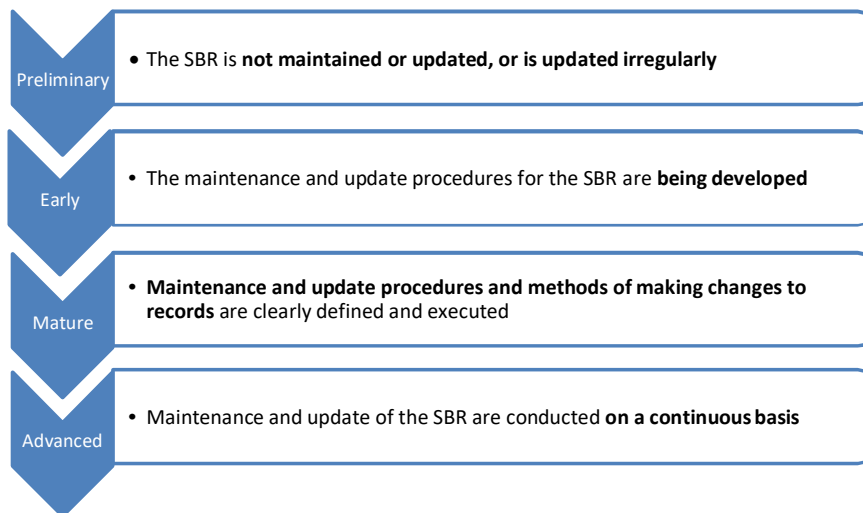 Preliminary
• The SBR is not maintained or updated, or is updated irregularly
Early
• The maintenance and update procedures for the SBR are being developed
Mature
• Maintenance and update procedures and methods of making changes to
records are clearly defined and executed
Advanced
• Maintenance and update of the SBR are conducted on a continuous basis